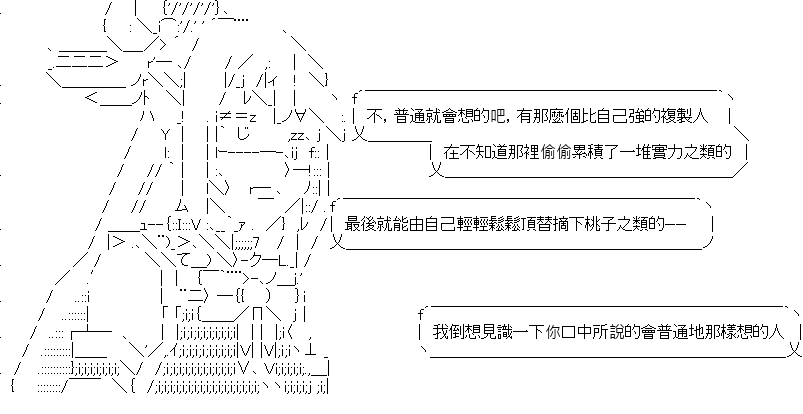 不，普通就會想的吧，有那麼個比自己強的複製人
在不知道那裡偷偷累積了一堆實力之類的
最後就能由自己輕輕鬆鬆頂替摘下桃子之類的——
我倒想見識一下你口中所說的會普通地那樣想的人